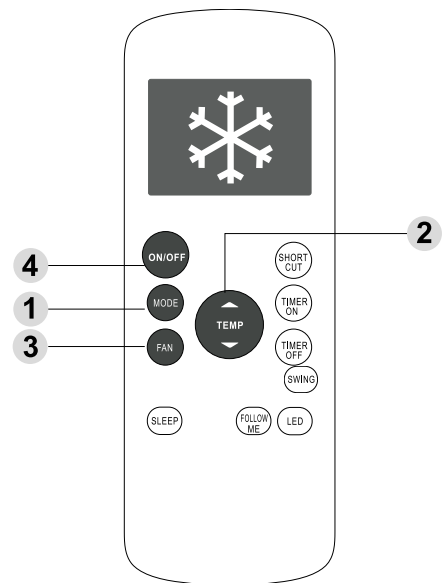 2
ON/OFF
SHORT
CUT
4
MODE
TEMP
TIMER
ON
1
FAN
TIMER
OFF
3
SWING
SLEEP
FOLLOW
ME
LED